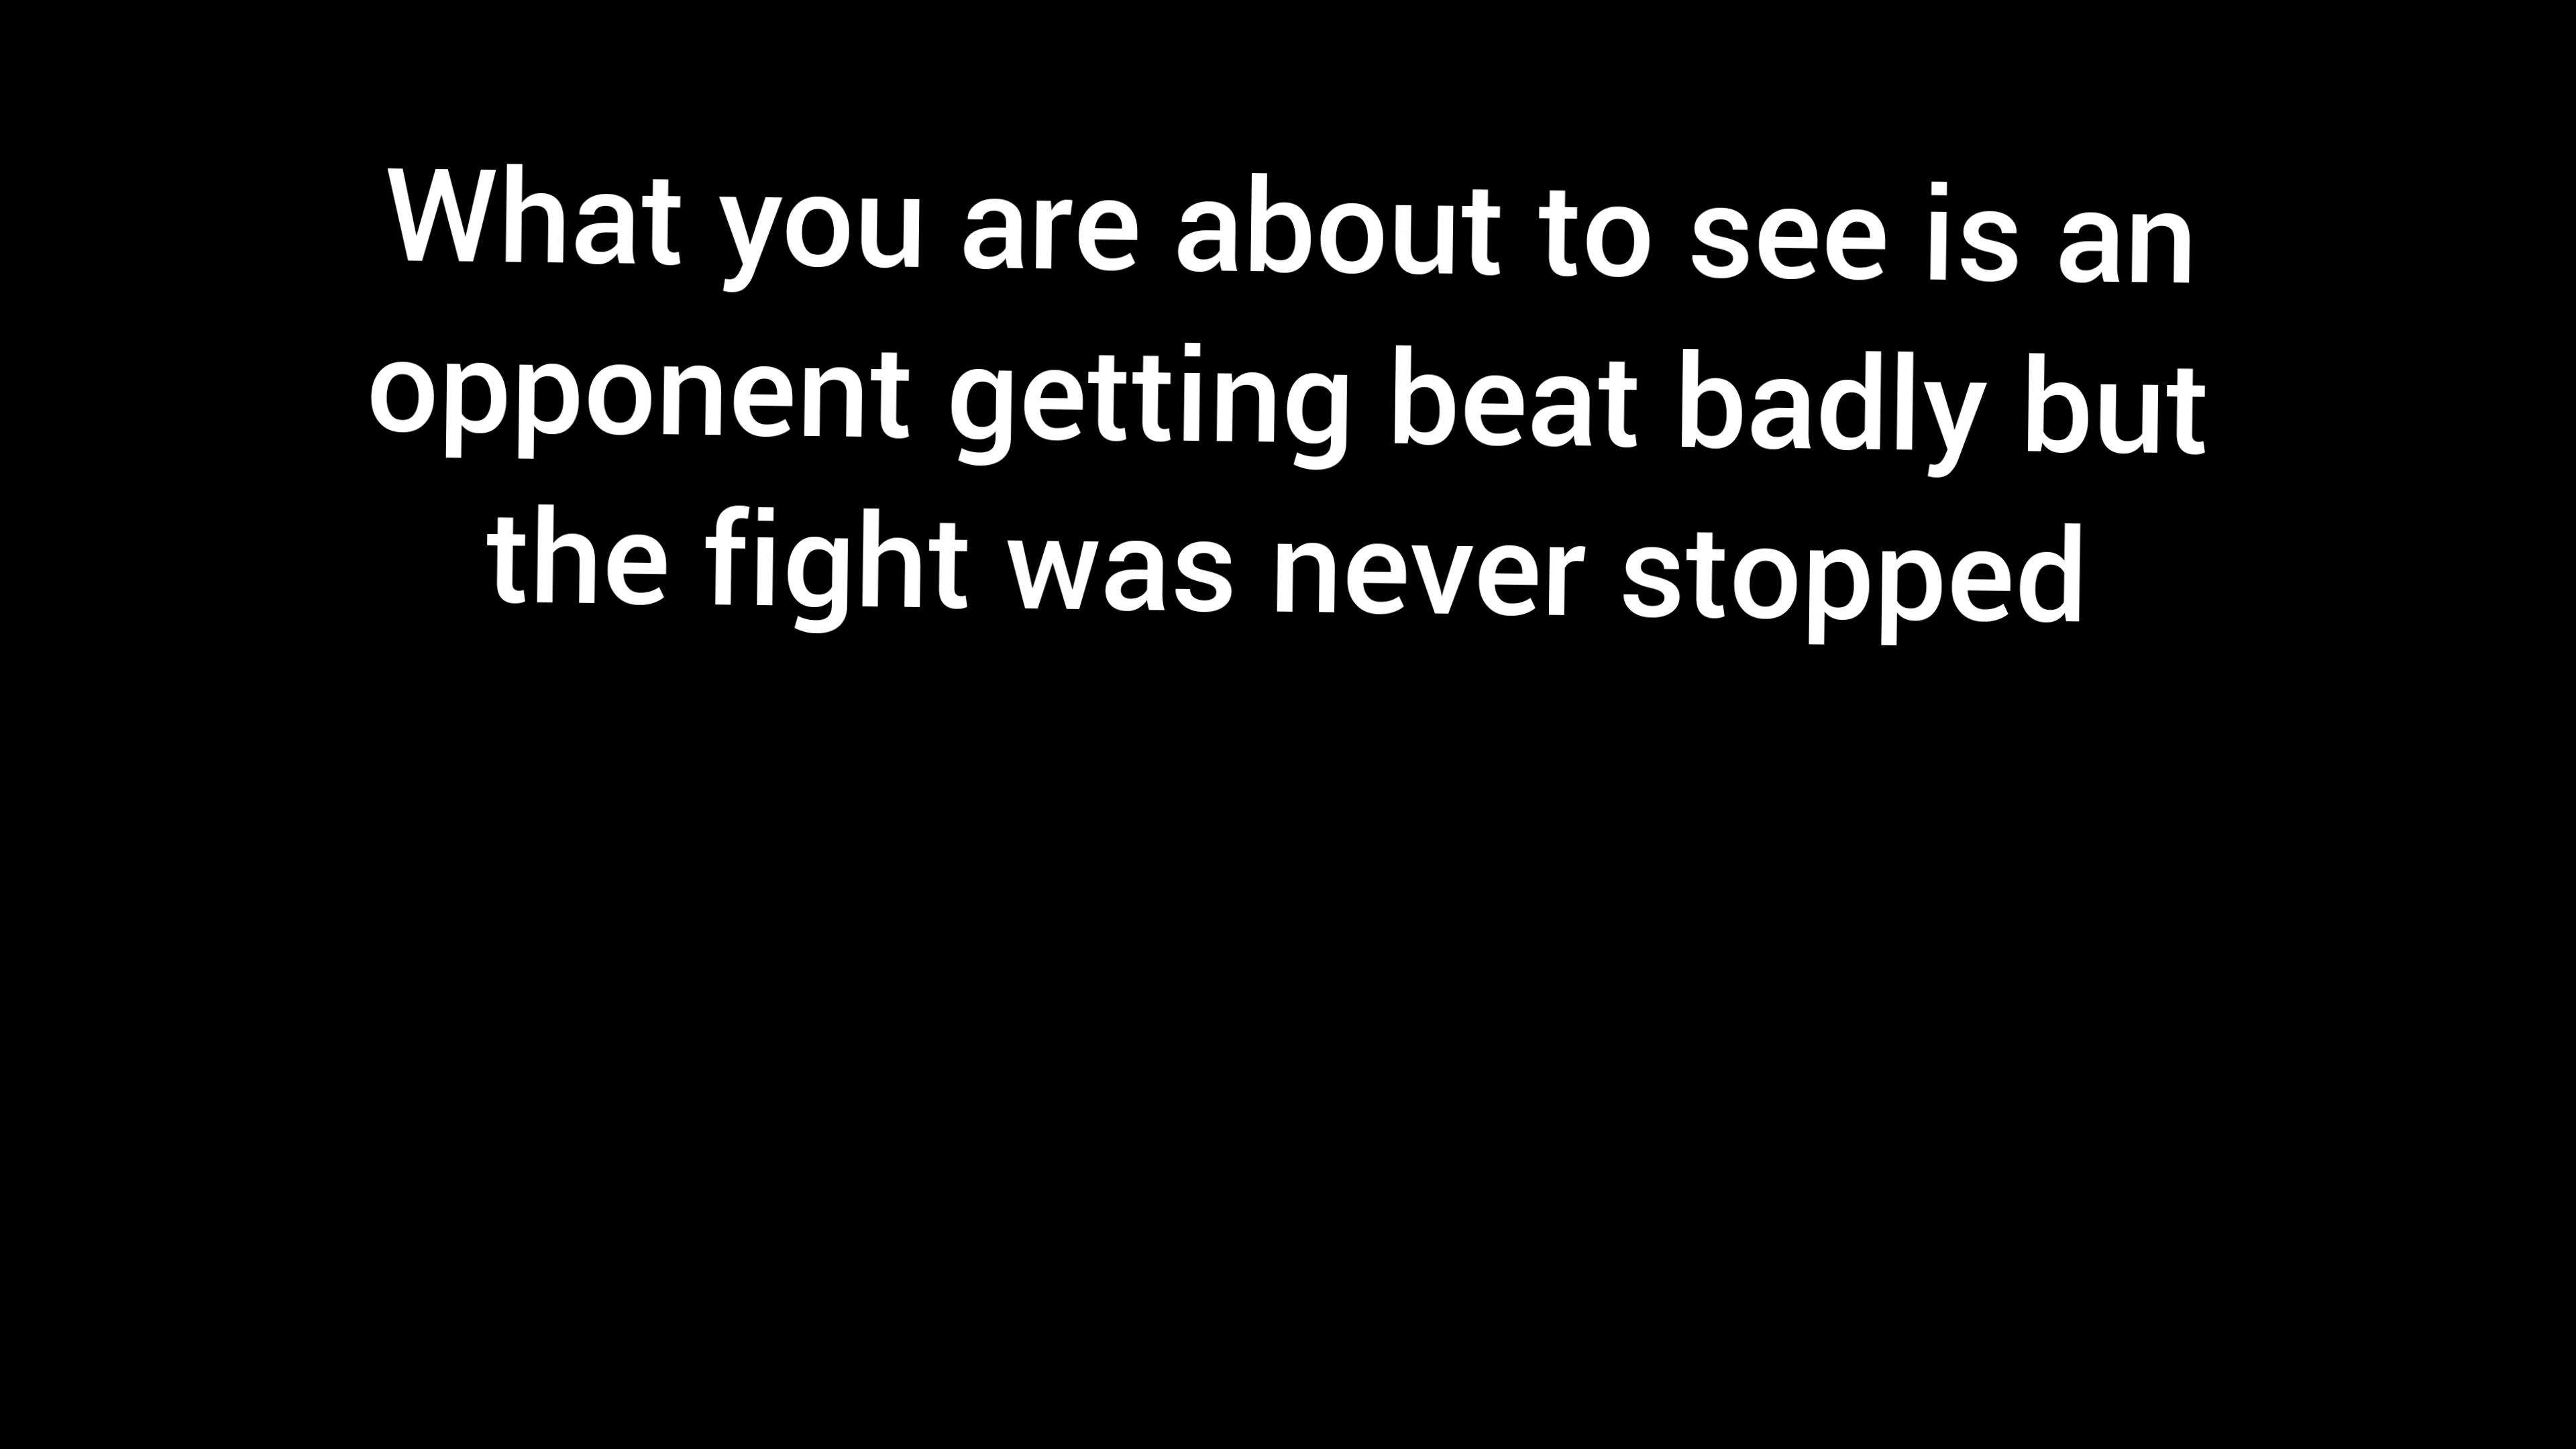 What you are about to see is an
opponent getting beat badly but
the fight was never stopped